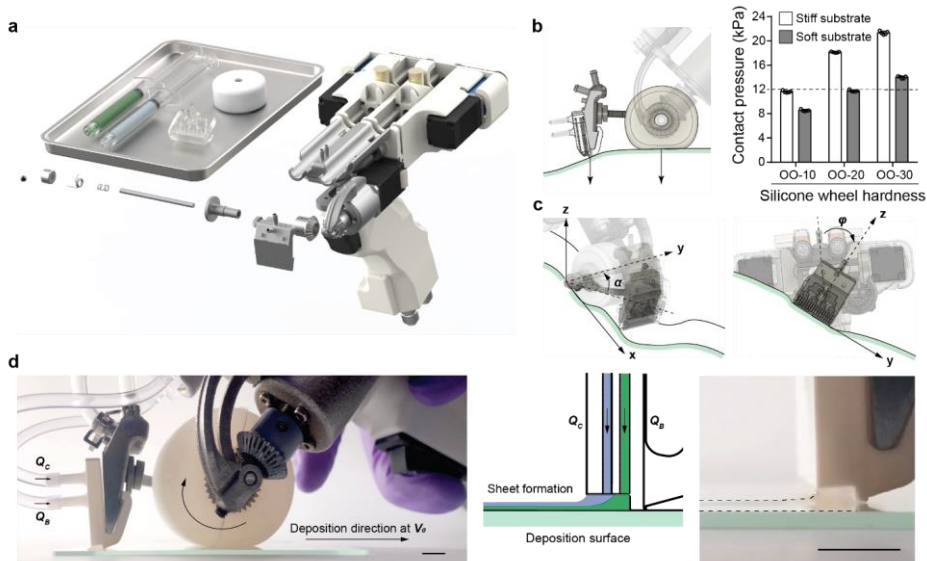 a
b
Contact pressure (kPa)
24
20
16
12
8
4
0
Stiff substrate
Soft substrate
OO-10 OO-20 OO-30
Silicone wheel hardness
c
z
y
α
x
φ
z
y
d
Q_C
Q_B
Deposition direction at V_0
Q_C
Q_B
Sheet formation
Deposition surface